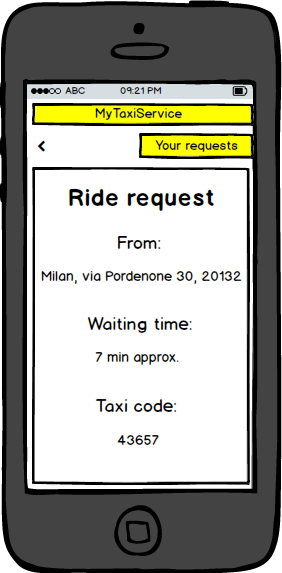 ABC 09:21 PM
MyTaxiService
Your requests
Ride request
From:
Milan, via Pordenone 30, 20132
Waiting time:
7 min approx.
Taxi code:
43657